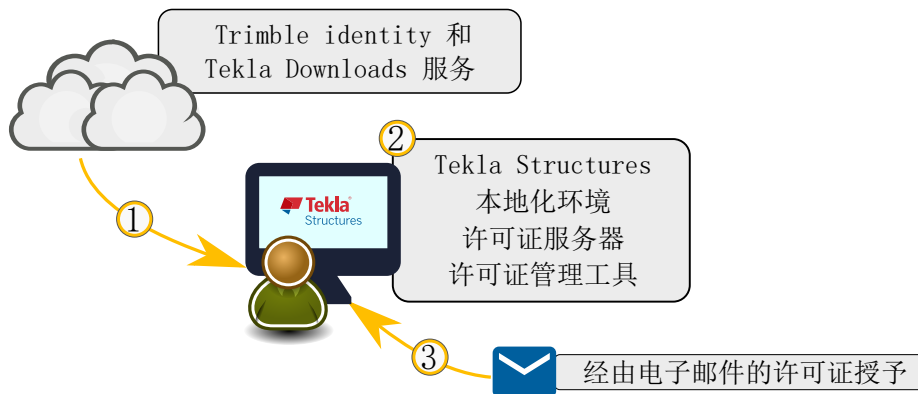 Trimble identity 和
Tekla Downloads 服务
②
Tekla Structures
本地化环境
许可证服务器
许可证管理工具
Tekla®
Structures
①
③
经由电子邮件的许可证授予